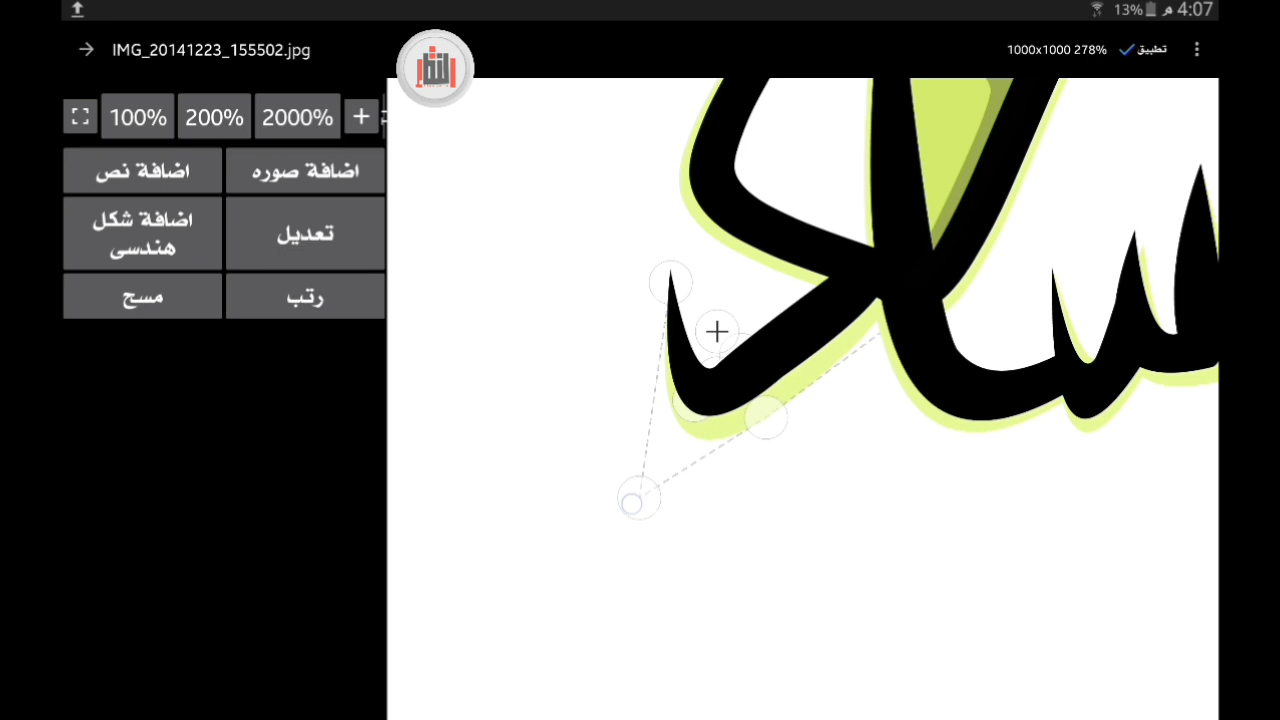 4:07 م 13%
IMG_20141223_155502.jpg
1000x1000 278% تطبيق
100% 200% 2000% +
اضافة نص اضافة صوره
اضافة شكل هندسى تعديل
مسح رتب